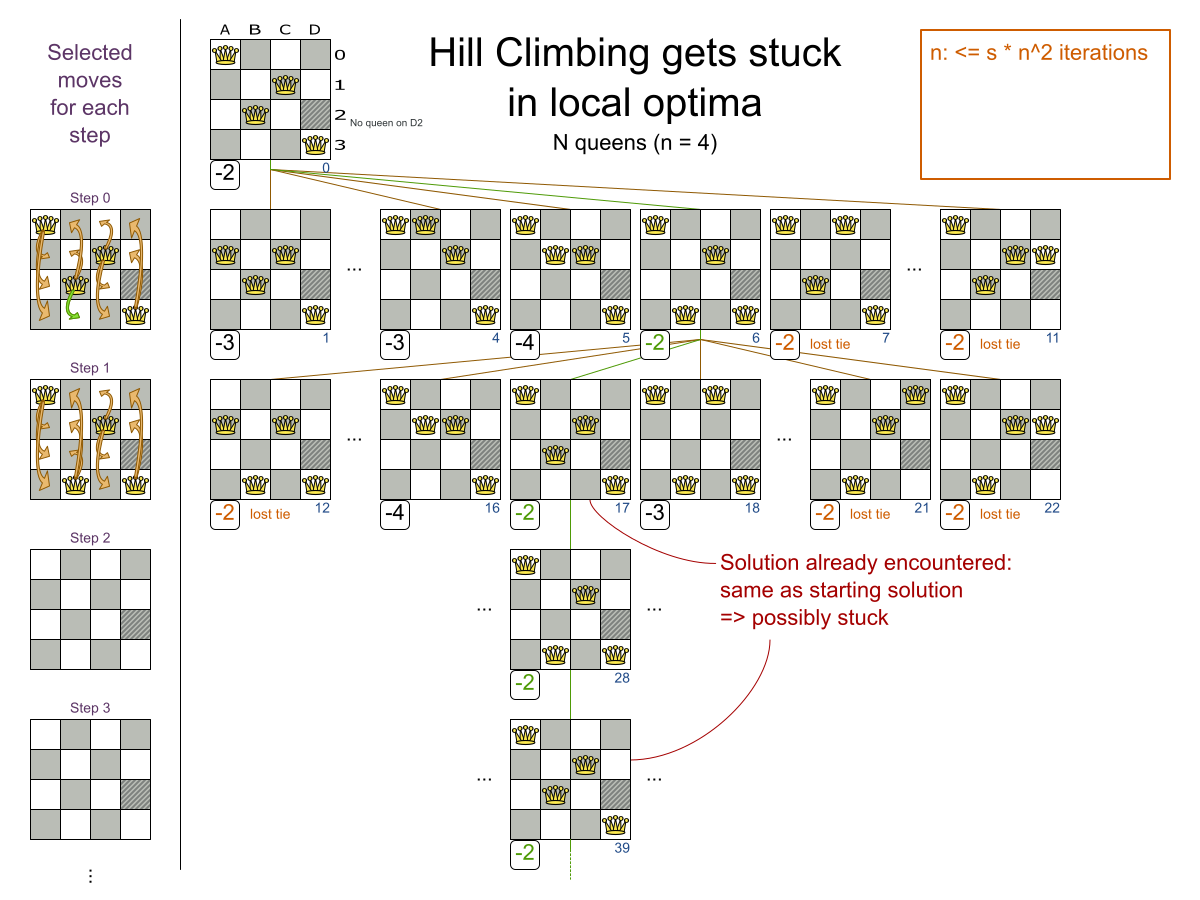 Selected
moves
for each
step
A B C D
0
1
2
3
No queen on D2
-2
0
Hill Climbing gets stuck
in local optima
N queens (n = 4)
n: <= s * n^2 iterations
Step 0
...
...
-3
1
-3
4
-4
5
-2
6
-2
lost tie
7
-2
lost tie
11
Step 1
...
...
-2
lost tie
12
-4
16
-2
17
-3
18
-2
lost tie
21
-2
lost tie
22
Step 2
...
...
-2
28
Solution already encountered:
same as starting solution
=> possibly stuck
Step 3
...
...
-2
39
...